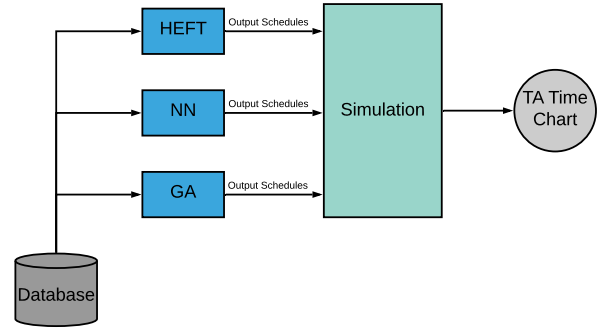 HEFT
Output Schedules
NN
Output Schedules
GA
Output Schedules
Simulation
TA Time
Chart
Database